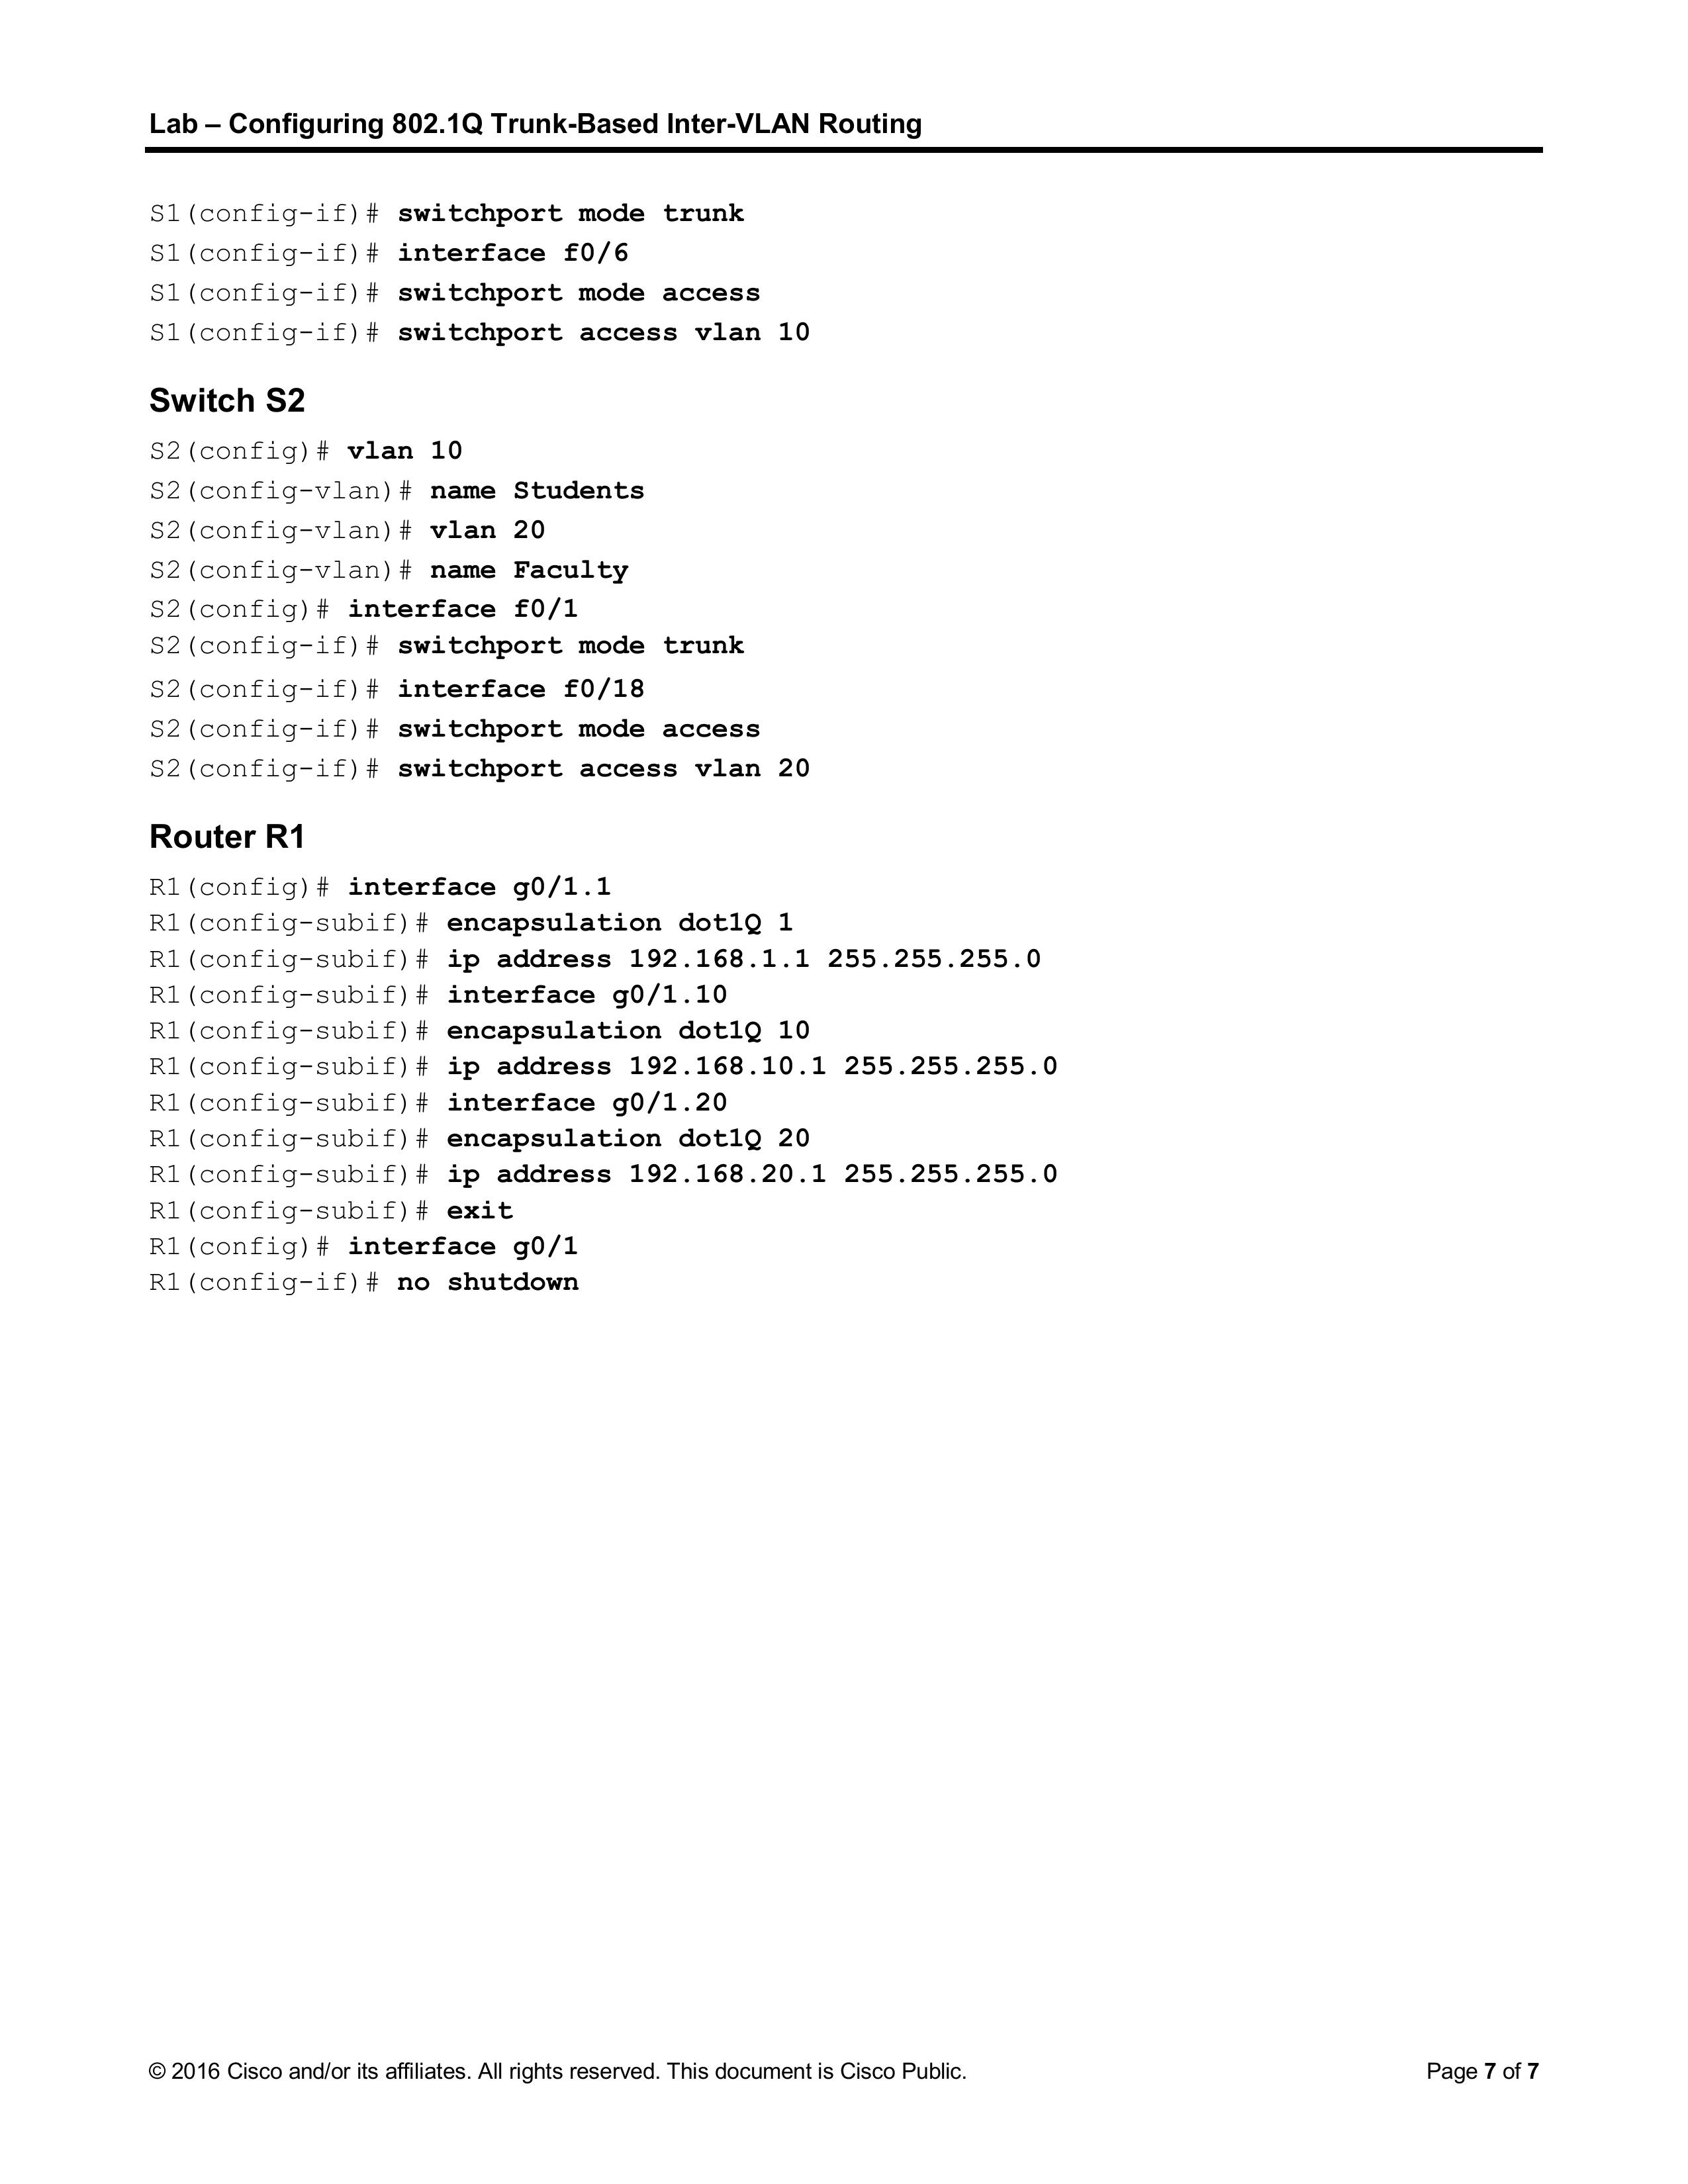 Lab – Configuring 802.1Q Trunk-Based Inter-VLAN Routing
S1(config-if)# switchport mode trunk
S1(config-if)# interface f0/6
S1(config-if)# switchport mode access
S1(config-if)# switchport access vlan 10
Switch S2
S2(config)# vlan 10
S2(config-vlan)# name Students
S2(config-vlan)# vlan 20
S2(config-vlan)# name Faculty
S2(config)# interface f0/1
S2(config-if)# switchport mode trunk
S2(config-if)# interface f0/18
S2(config-if)# switchport mode access
S2(config-if)# switchport access vlan 20
Router R1
R1(config)# interface g0/1.1
R1(config-subif)# encapsulation dot1Q 1
R1(config-subif)# ip address 192.168.1.1 255.255.255.0
R1(config-subif)# interface g0/1.10
R1(config-subif)# encapsulation dot1Q 10
R1(config-subif)# ip address 192.168.10.1 255.255.255.0
R1(config-subif)# interface g0/1.20
R1(config-subif)# encapsulation dot1Q 20
R1(config-subif)# ip address 192.168.20.1 255.255.255.0
R1(config-subif)# exit
R1(config)# interface g0/1
R1(config-if)# no shutdown
© 2016 Cisco and/or its affiliates. All rights reserved. This document is Cisco Public. Page 7 of 7